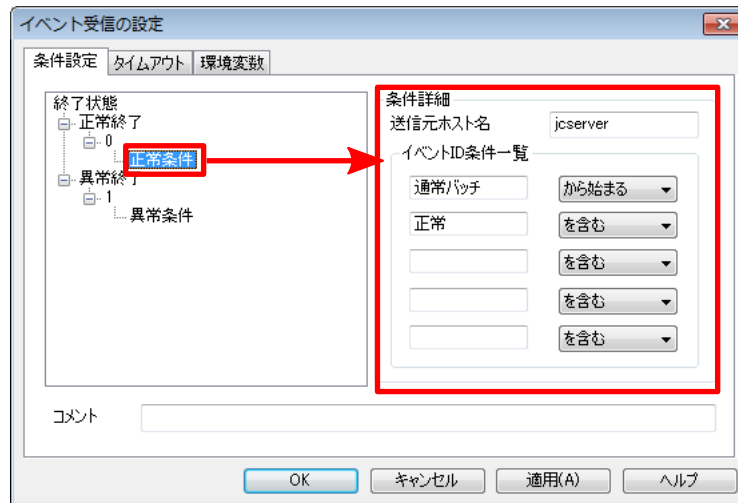 イベント受信の設定
条件設定 タイムアウト 環境変数
終了状態
正常終了
0
正常条件
異常終了
1
異常条件
条件詳細
送信元ホスト名 jcserver
イベントID条件一覧
通常バッチ から始まる
正常 を含む
を含む
を含む
を含む
コメント
OK キャンセル 適用(A) ヘルプ